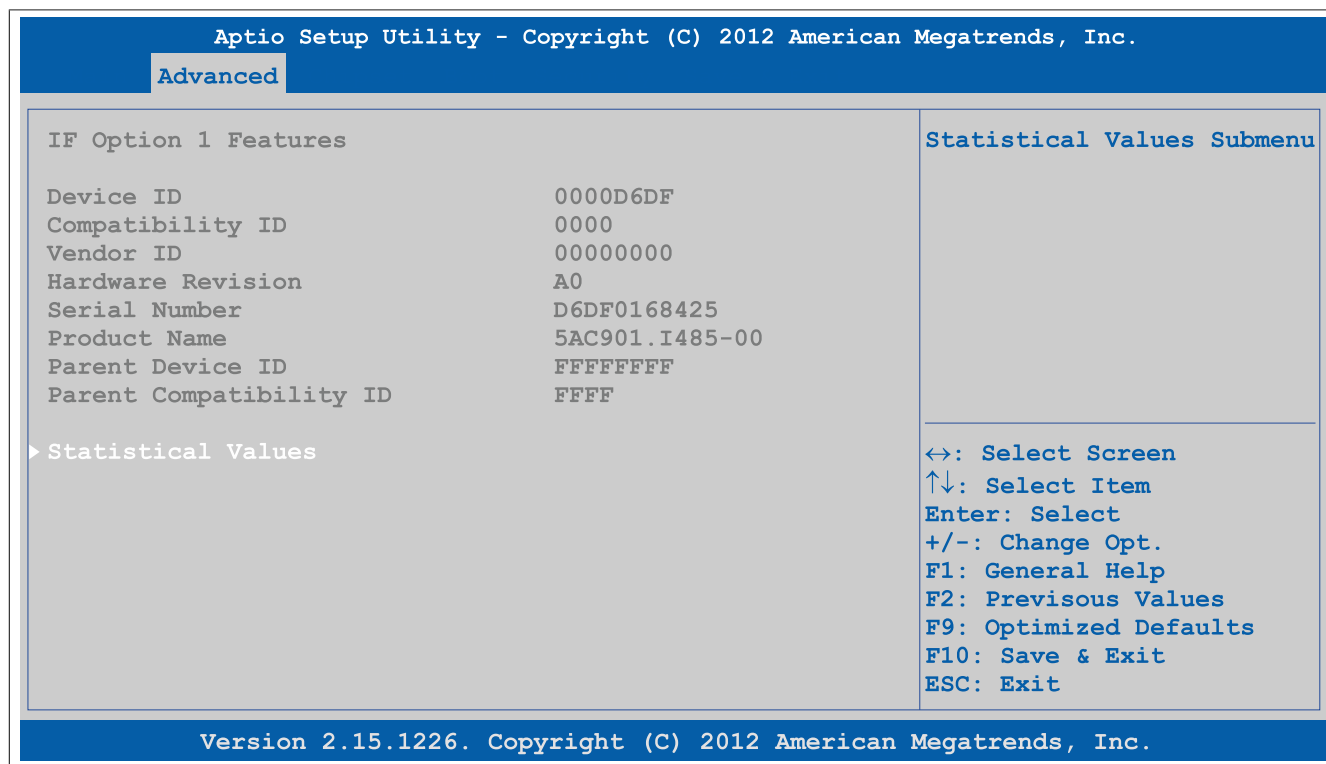 Aptio Setup Utility - Copyright (C) 2012 American Megatrends, Inc.
Advanced
IF Option 1 Features
Device ID 0000D6DF
Compatibility ID 0000
Vendor ID 00000000
Hardware Revision A0
Serial Number D6DF0168425
Product Name 5AC901.I485-00
Parent Device ID FFFFFFFF
Parent Compatibility ID FFFF
Statistical Values
Statistical Values Submenu
↔: Select Screen
↑↓: Select Item
Enter: Select
+/-: Change Opt.
F1: General Help
F2: Previsous Values
F9: Optimized Defaults
F10: Save & Exit
ESC: Exit
Version 2.15.1226. Copyright (C) 2012 American Megatrends, Inc.